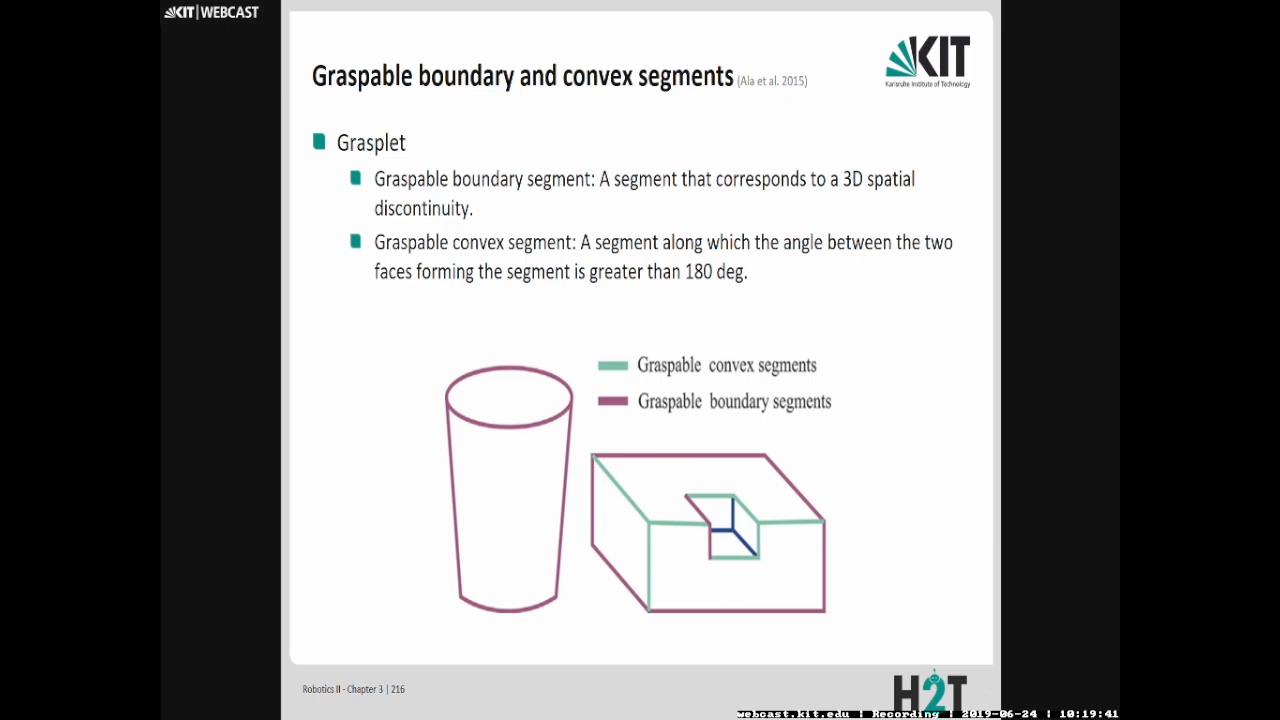 KIT | WEBCAST
Graspable boundary and convex segments (Ala et al. 2015)
KIT
Karlsruhe Institute of Technology
Grasplet
Graspable boundary segment: A segment that corresponds to a 3D spatial
discontinuity.
Graspable convex segment: A segment along which the angle between the two
faces forming the segment is greater than 180 deg.
Graspable convex segments
Graspable boundary segments
Robotics II - Chapter 3 | 216
H2T
webcast.kit.edu | Recording | 2019-06-24 | 10:19:41